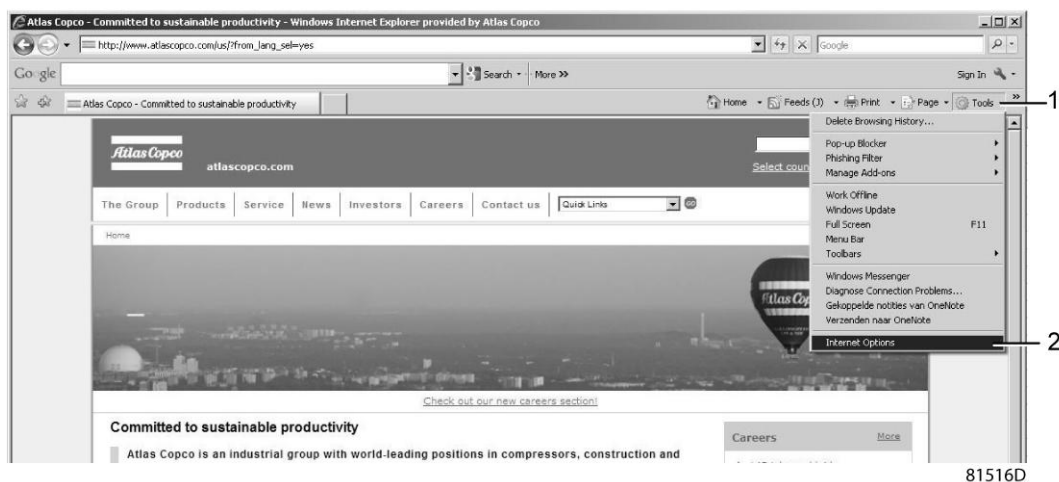 Atlas Copco - Committed to sustainable productivity - Windows Internet Explorer provided by Atlas Copco
http://www.atlascopco.com/us/?from_lang_sel=yes
Google
Google
Search
More »
Sign In
Atlas Copco - Committed to sustainable productivity
Home
Feeds (J)
Print
Page
Tools
»
1
Delete Browsing History...
Pop-up Blocker
Phishing Filter
Manage Add-ons
Work Offline
Windows Update
Full Screen F11
Menu Bar
Toolbars
Windows Messenger
Diagnose Connection Problems...
Gekoppelde notities van OneNote
Verzenden naar OneNote
Internet Options
2
Atlas Copco
atlascopco.com
Select coun
The Group
Products
Service
News
Investors
Careers
Contact us
Quick Links
GO
Home
Atlas Cop
Check out our new careers section!
Committed to sustainable productivity
Atlas Copco is an industrial group with world-leading positions in compressors, construction and
Careers
More
81516D